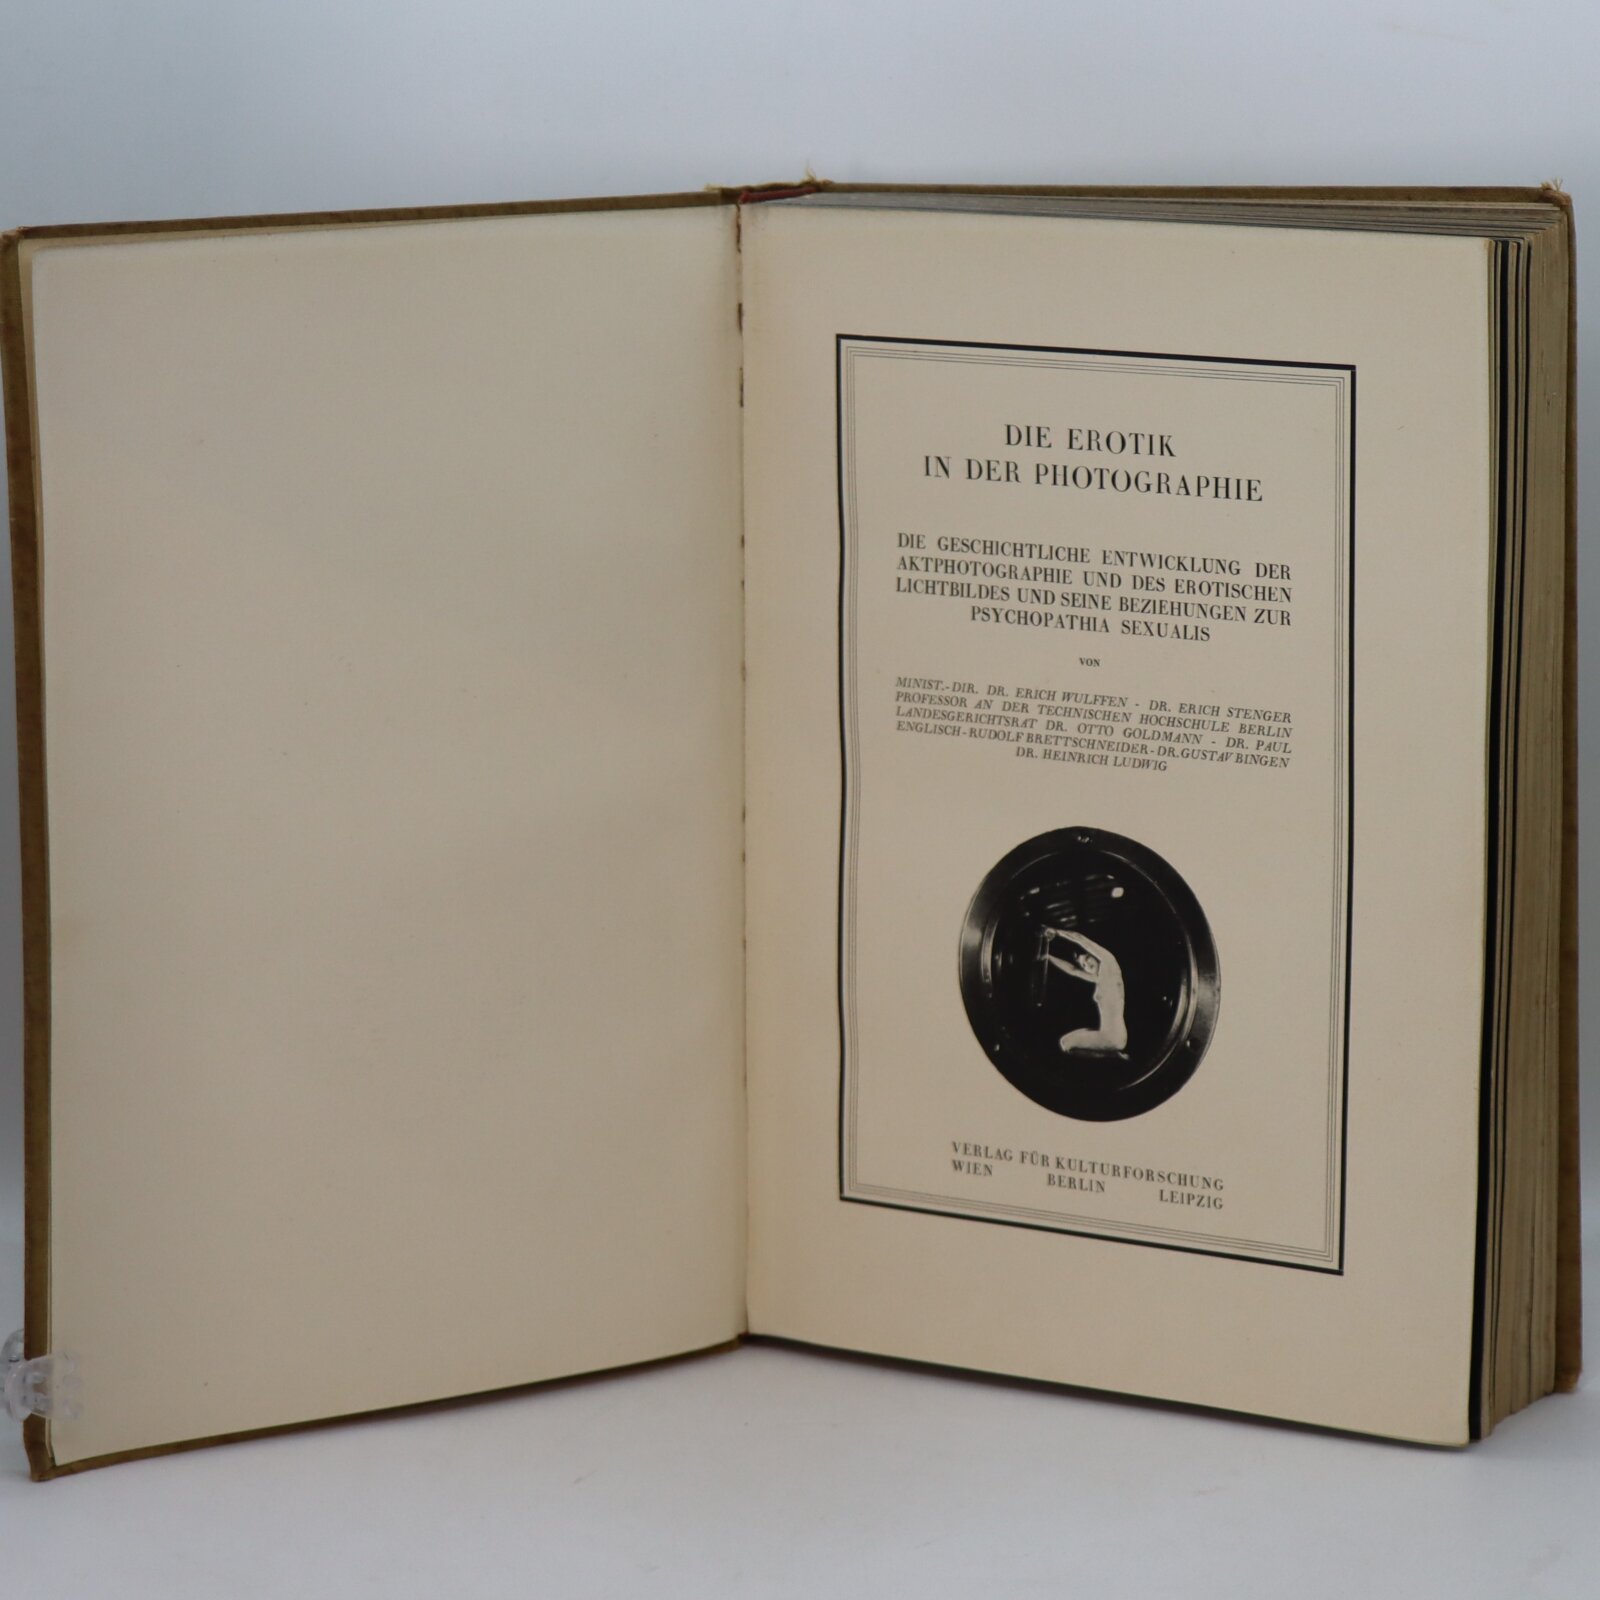 DIE EROTIK
IN DER PHOTOGRAPHIE
DIE GESCHICHTLICHE ENTWICKLUNG DER
AKTPHOTOGRAPHIE UND DES EROTISCHEN
LICHTBILDES UND SEINE BEZIEHUNGEN ZUR
PSYCHOPATHIA SEXUALIS
VON
MINIST.-DIR. DR. ERICH WULFFEN - DR. ERICH STENGER
PROFESSOR AN DER TECHNISCHEN HOCHSCHULE BERLIN
LANDESGERICHTSRAT DR. OTTO GOLDMANN - DR. PAUL
ENGLISCH-RUDOLF BRETTSCHNEIDER-DR. GUSTAV BINGEN
DR. HEINRICH LUDWIG
VERLAG FÜR KULTURFORSCHUNG
WIEN BERLIN LEIPZIG